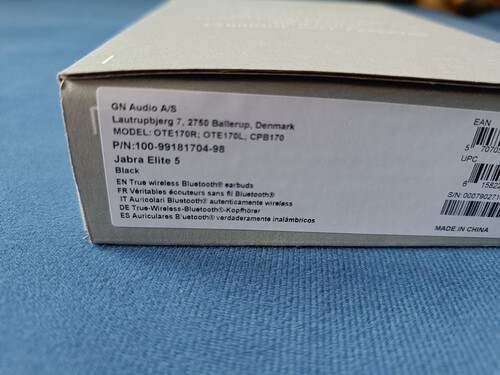 GN Audio A/S
Lautrupbjerg 7, 2750 Ballerup, Denmark
MODEL: OTE170R; OTE170L, CPB170
P/N:100-99181704-98
Jabra Elite 5
Black
EN True wireless Bluetooth® earbuds
FR Véritables écouteurs sans fil Bluetooth®
IT Auricolari Bluetooth® autenticamente wireless
DE True-Wireless-Bluetooth®-Kopfhörer
ES Auriculares Bluetooth® verdaderamente inalámbricos
EAN
UPC
MADE IN CHINA